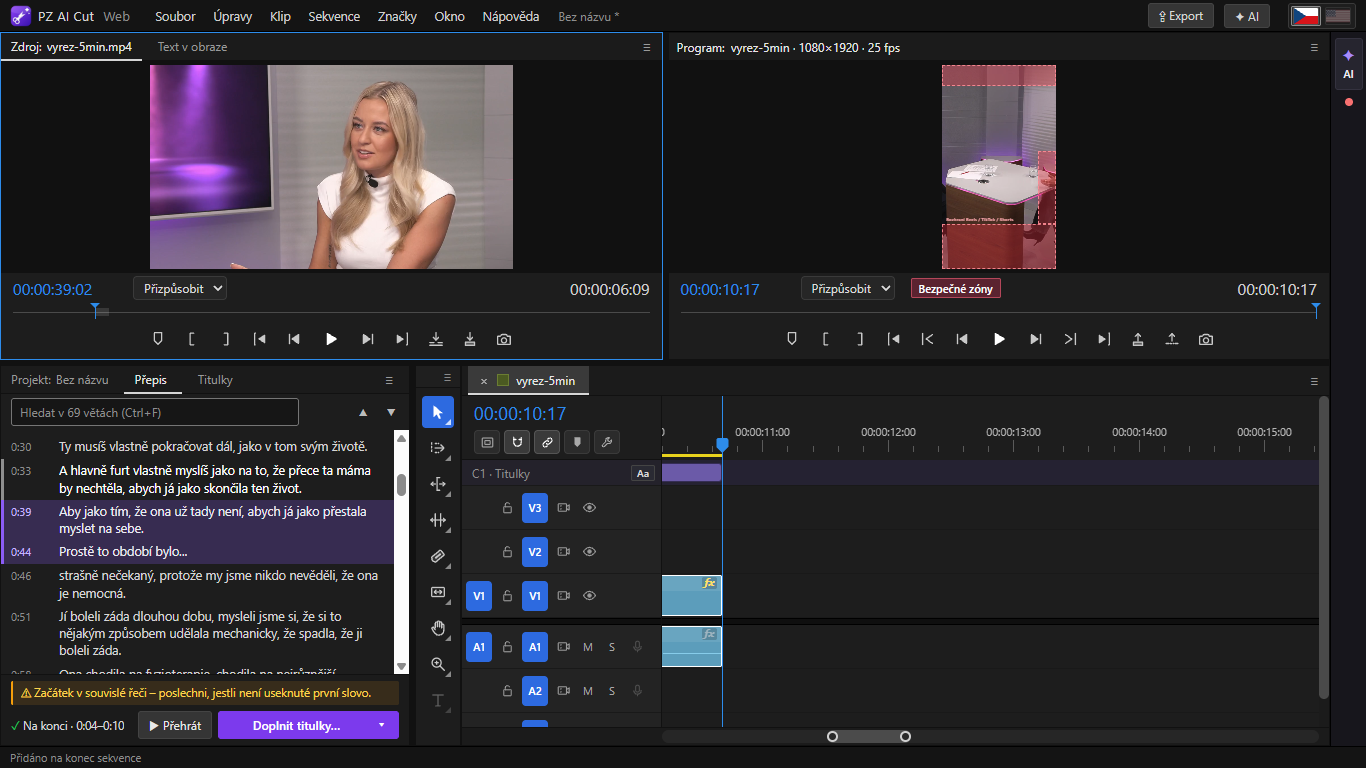 PZ AI Cut Web Soubor Úpravy Klip Sekvence Značky Okno Nápověda Bez názvu * Export AI
Zdroj: vyrez-5min.mp4 Text v obraze
Program: vyrez-5min · 1080×1920 · 25 fps
AI
00:00:39:02 Přizpůsobit 00:00:06:09
00:00:10:17 Přizpůsobit Bezpečné zóny 00:00:10:17
Projekt: Bez názvu Přepis Titulky
Hledat v 69 větách (Ctrl+F)
0:30 Ty musíš vlastně pokračovat dál, jako v tom svým životě.
0:33 A hlavně furt vlastně myslíš jako na to, že přece ta máma
by nechtěla, abych já jako skončila ten život.
0:39 Aby jako tím, že ona už tady není, abych já jako přestala
myslet na sebe.
0:44 Prostě to období bylo...
0:46 strašně nečekaný, protože my jsme nikdo nevěděli, že ona
je nemocná.
0:51 Jí boleli záda dlouhou dobu, mysleli jsme si, že si to
nějakým způsobem udělala mechanicky, že spadla, že ji
boleli záda.
⚠ Začátek v souvislé řeči – poslechni, jestli není useknuté první slovo.
✓ Na konci · 0:04–0:10 ▶ Přehrát Doplnit titulky...
Přidáno na konec sekvence
× vyrez-5min
00:00:10:17
00:00:11:00 00:00:12:00 00:00:13:00 00:00:14:00 00:00:15:00
C1 · Titulky Aa
V3
V2
V1 V1 fx
A1 A1 M S fx
A2 M S